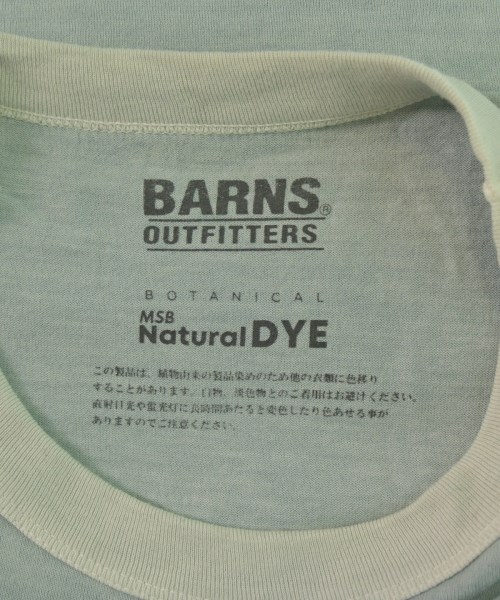 BARNS®
OUTFITTERS
BOTANICAL
MSB
Natural DYE
この製品は、植物由来の製品染めのため他の衣類に色移り
することがあります。白物、淡色物とのご着用はお避けください。
直射日光や蛍光灯に長時間あたると変色したり色あせる事が
ありますのでご注意ください。